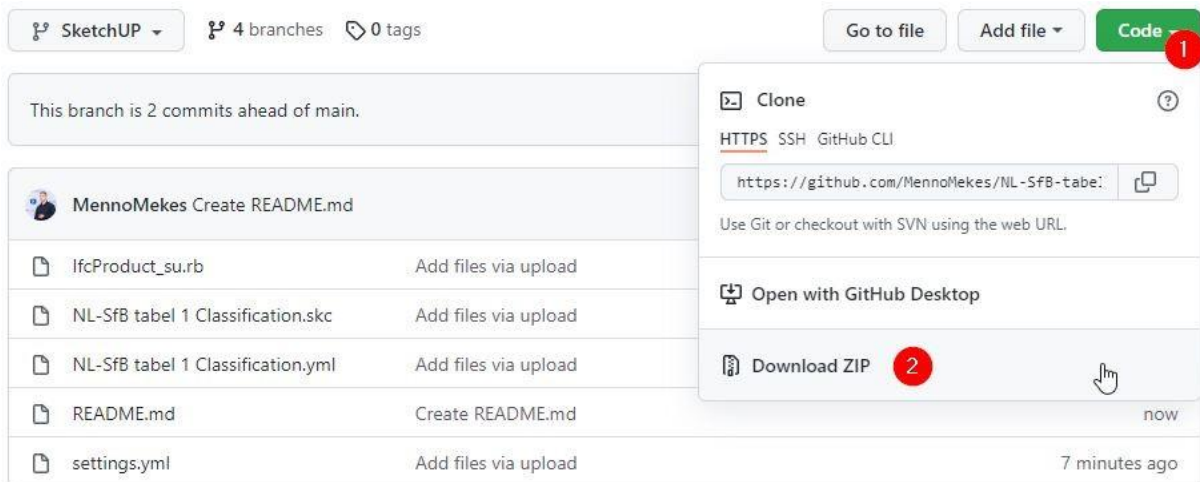 SketchUP 4 branches 0 tags Go to file Add file Code
1
This branch is 2 commits ahead of main.
Clone
HTTPS SSH GitHub CLI
https://github.com/MennoMekes/NL-SfB-tabel
Use Git or checkout with SVN using the web URL.
Open with GitHub Desktop
Download ZIP 2
MennoMekes Create README.md
IfcProduct_su.rb Add files via upload
NL-SfB tabel 1 Classification.skc Add files via upload
NL-SfB tabel 1 Classification.yml Add files via upload
README.md Create README.md now
settings.yml Add files via upload 7 minutes ago